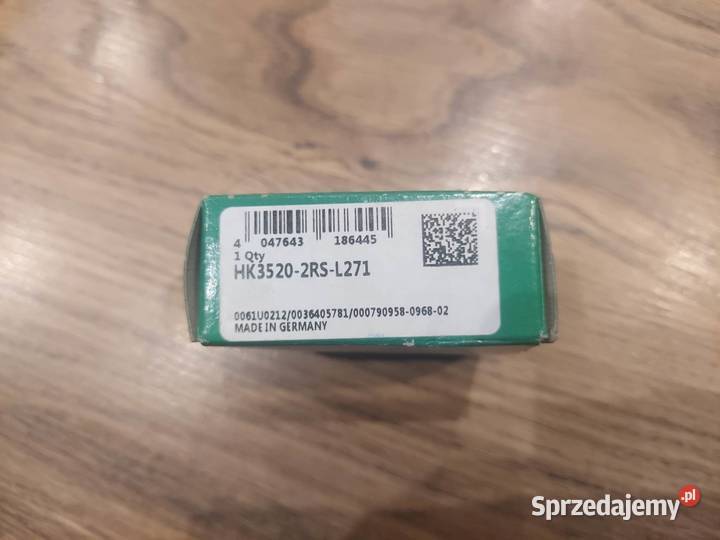 4 047643 186445
1 Qty
HK3520-2RS-L271
0061U0212/0036405781/000790958-0968-02
MADE IN GERMANY
Sprzedajemy.pl